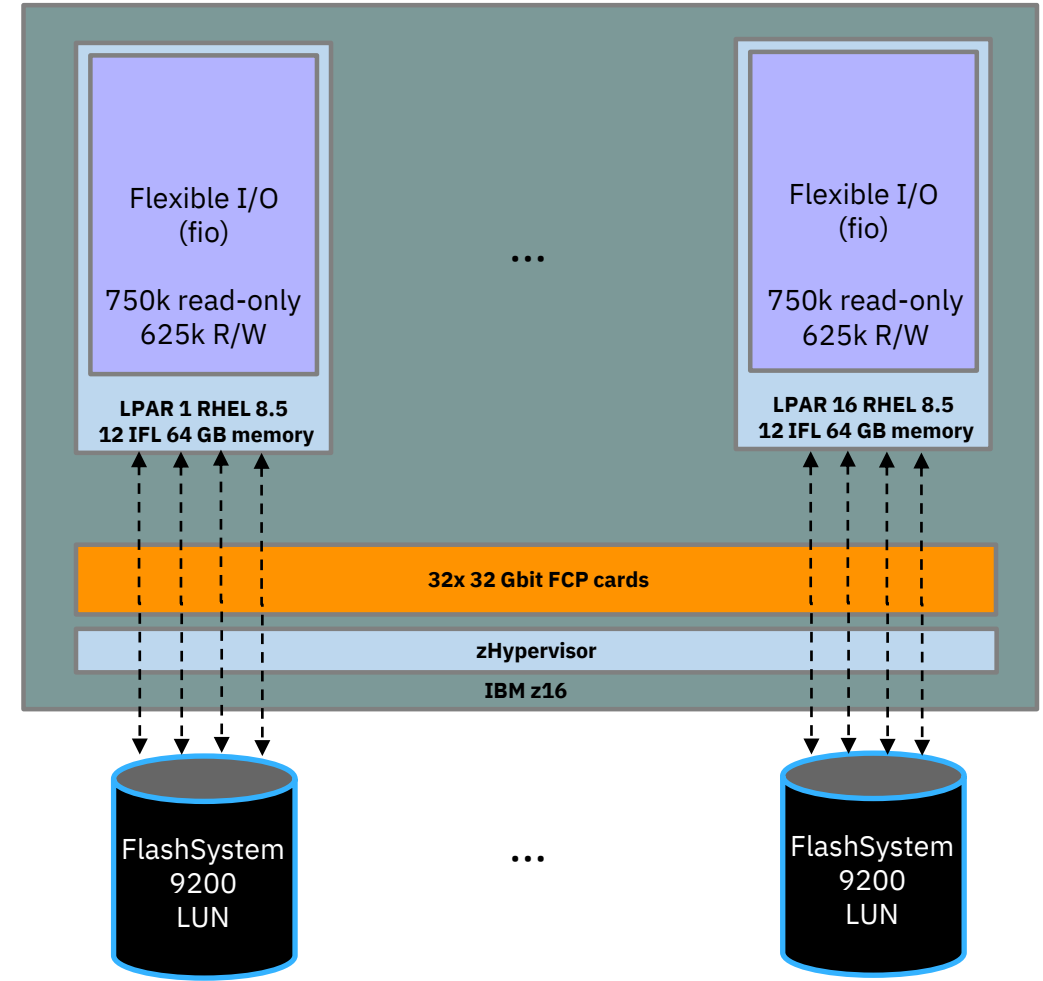 Flexible I/O
(fio)
750k read-only
625k R/W
LPAR 1 RHEL 8.5
12 IFL 64 GB memory
...
Flexible I/O
(fio)
750k read-only
625k R/W
LPAR 16 RHEL 8.5
12 IFL 64 GB memory
32x 32 Gbit FCP cards
zHypervisor
IBM z16
FlashSystem
9200
LUN
...
FlashSystem
9200
LUN